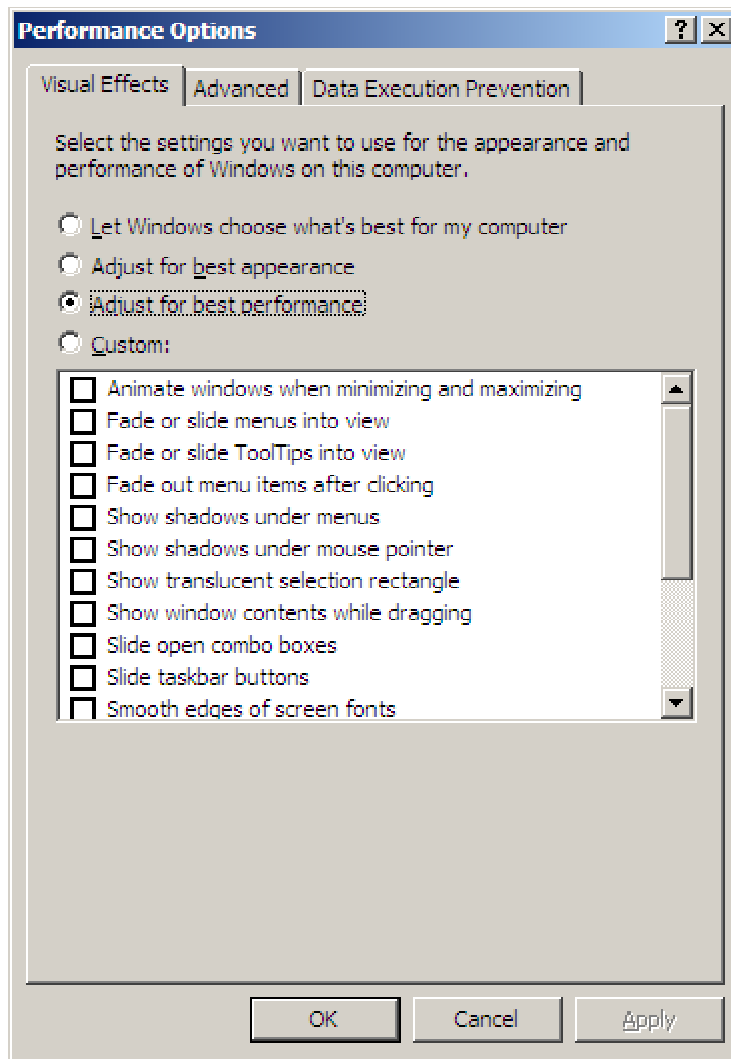 Performance Options
Visual Effects
Advanced
Data Execution Prevention
Select the settings you want to use for the appearance and
performance of Windows on this computer.
Let Windows choose what's best for my computer
Adjust for best appearance
Adjust for best performance
Custom:
Animate windows when minimizing and maximizing
Fade or slide menus into view
Fade or slide ToolTips into view
Fade out menu items after clicking
Show shadows under menus
Show shadows under mouse pointer
Show translucent selection rectangle
Show window contents while dragging
Slide open combo boxes
Slide taskbar buttons
Smooth edges of screen fonts
OK
Cancel
Apply